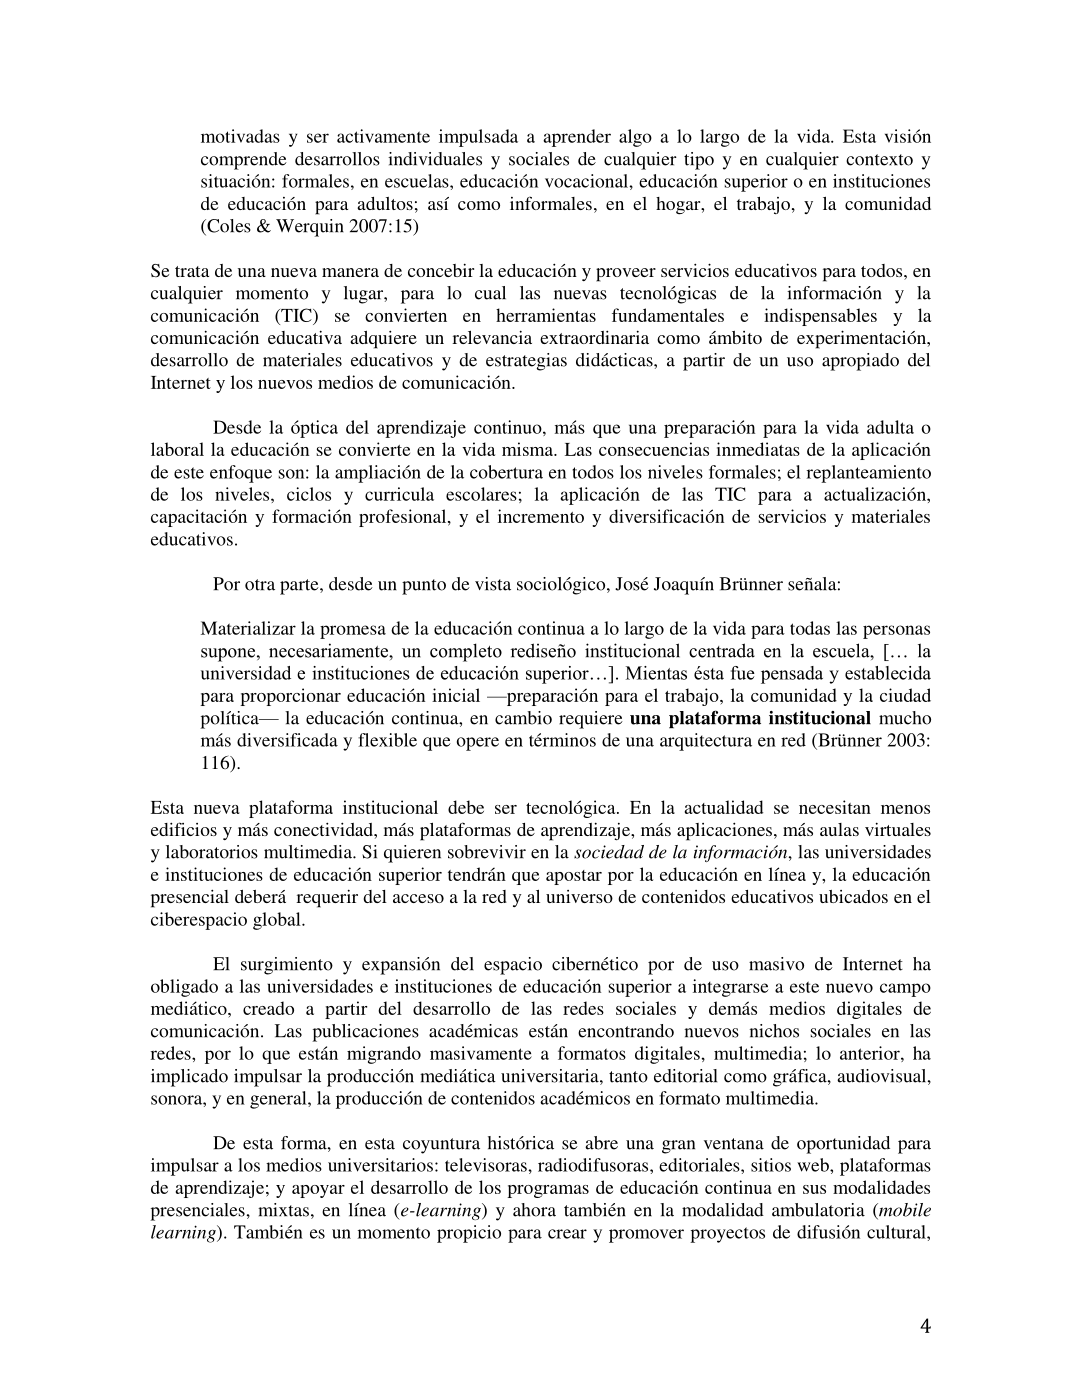 motivadas y ser activamente impulsada a aprender algo a lo largo de la vida. Esta visión
comprende desarrollos individuales y sociales de cualquier tipo y en cualquier contexto y
situación: formales, en escuelas, educación vocacional, educación superior o en instituciones
de educación para adultos; así como informales, en el hogar, el trabajo, y la comunidad
(Coles & Werquin 2007:15)
Se trata de una nueva manera de concebir la educación y proveer servicios educativos para todos, en
cualquier momento y lugar, para lo cual las nuevas tecnológicas de la información y la
comunicación (TIC) se convierten en herramientas fundamentales e indispensables y la
comunicación educativa adquiere un relevancia extraordinaria como ámbito de experimentación,
desarrollo de materiales educativos y de estrategias didácticas, a partir de un uso apropiado del
Internet y los nuevos medios de comunicación.
Desde la óptica del aprendizaje continuo, más que una preparación para la vida adulta o
laboral la educación se convierte en la vida misma. Las consecuencias inmediatas de la aplicación
de este enfoque son: la ampliación de la cobertura en todos los niveles formales; el replanteamiento
de los niveles, ciclos y curricula escolares; la aplicación de las TIC para a actualización,
capacitación y formación profesional, y el incremento y diversificación de servicios y materiales
educativos.
Por otra parte, desde un punto de vista sociológico, José Joaquín Brünner señala:
Materializar la promesa de la educación continua a lo largo de la vida para todas las personas
supone, necesariamente, un completo rediseño institucional centrada en la escuela, [… la
universidad e instituciones de educación superior…]. Mientas ésta fue pensada y establecida
para proporcionar educación inicial —preparación para el trabajo, la comunidad y la ciudad
política— la educación continua, en cambio requiere una plataforma institucional mucho
más diversificada y flexible que opere en términos de una arquitectura en red (Brünner 2003:
116).
Esta nueva plataforma institucional debe ser tecnológica. En la actualidad se necesitan menos
edificios y más conectividad, más plataformas de aprendizaje, más aplicaciones, más aulas virtuales
y laboratorios multimedia. Si quieren sobrevivir en la sociedad de la información, las universidades
e instituciones de educación superior tendrán que apostar por la educación en línea y, la educación
presencial deberá  requerir del acceso a la red y al universo de contenidos educativos ubicados en el
ciberespacio global.
El surgimiento y expansión del espacio cibernético por de uso masivo de Internet ha
obligado a las universidades e instituciones de educación superior a integrarse a este nuevo campo
mediático, creado a partir del desarrollo de las redes sociales y demás medios digitales de
comunicación. Las publicaciones académicas están encontrando nuevos nichos sociales en las
redes, por lo que están migrando masivamente a formatos digitales, multimedia; lo anterior, ha
implicado impulsar la producción mediática universitaria, tanto editorial como gráfica, audiovisual,
sonora, y en general, la producción de contenidos académicos en formato multimedia.
De esta forma, en esta coyuntura histórica se abre una gran ventana de oportunidad para
impulsar a los medios universitarios: televisoras, radiodifusoras, editoriales, sitios web, plataformas
de aprendizaje; y apoyar el desarrollo de los programas de educación continua en sus modalidades
presenciales, mixtas, en línea (e-learning) y ahora también en la modalidad ambulatoria (mobile
learning). También es un momento propicio para crear y promover proyectos de difusión cultural,
4